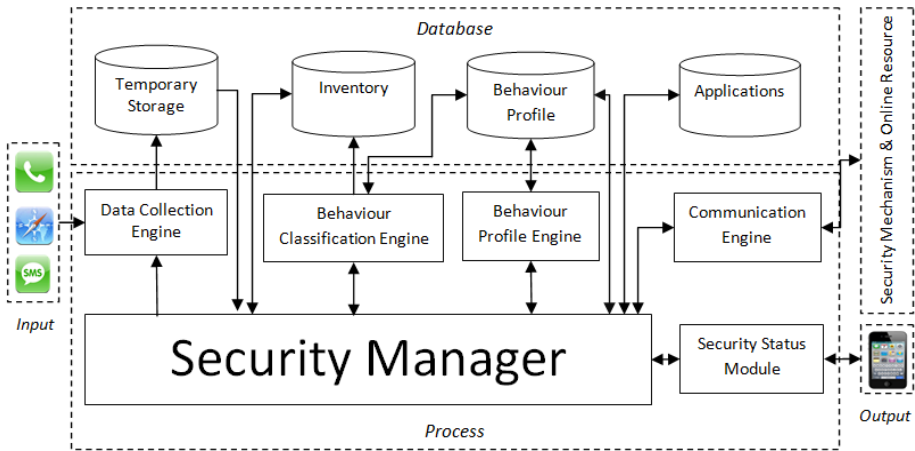 Database
Temporary
Storage
Inventory
Behaviour
Profile
Applications
Security Mechanism & Online Resource
Data Collection
Engine
Behaviour
Classification Engine
Behaviour
Profile Engine
Communication
Engine
SMS
Input
Security Manager
Security Status
Module
Output
Process